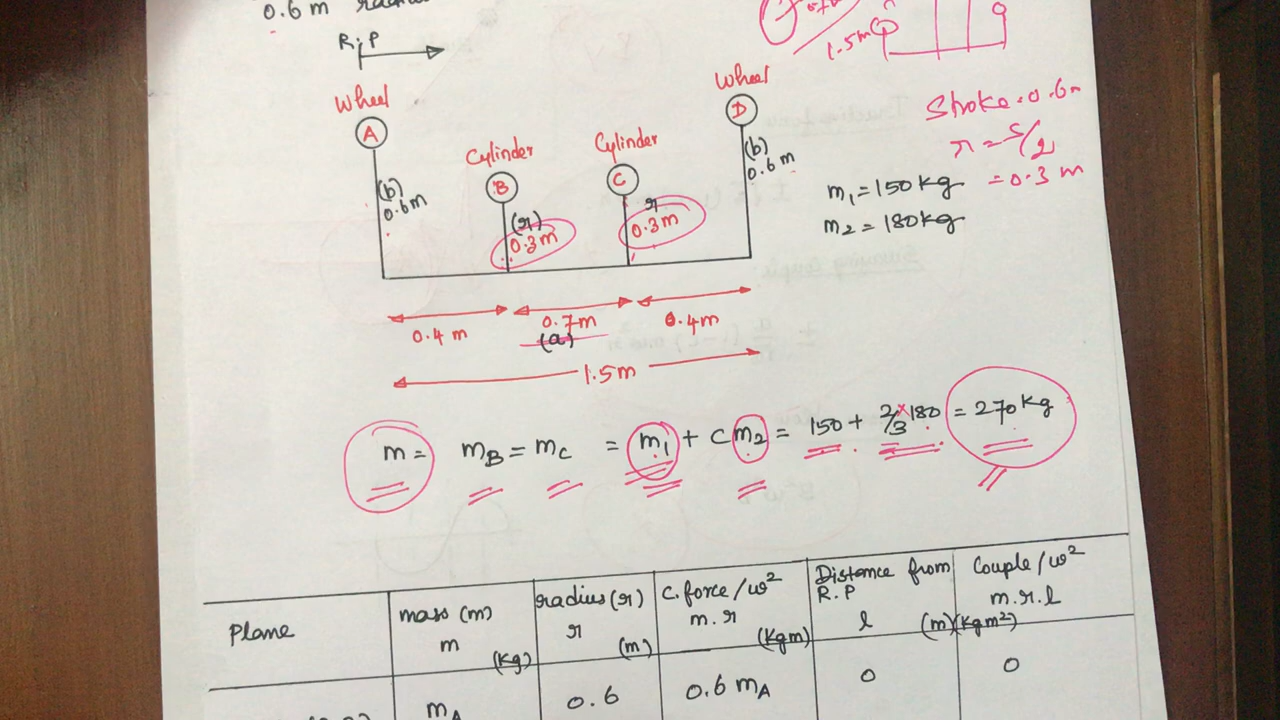 0.6 m
R.P
Wheel
A
(b)
0.6m
Cylinder
B
(r)
0.3m
Cylinder
C
r
0.3m
Wheel
D
(b)
0.6 m
1.5m
Stroke = 0.6m
r = S/2
= 0.3 m
m₁ = 150 kg
m₂ = 180 kg
0.4 m
0.7m
(a)
0.4m
1.5m
m = mB = mC = m₁ + c m₂ = 150 + 2/3 × 180 = 270 kg
Plane
mass (m)
m
(kg)
radius (r)
r
(m)
C. force / ω²
m. r
(kgm)
Distance from
R.P
l
(m)
Couple / ω²
m. r. l
(kgm²)
mA
0.6
0.6 mA
0
0